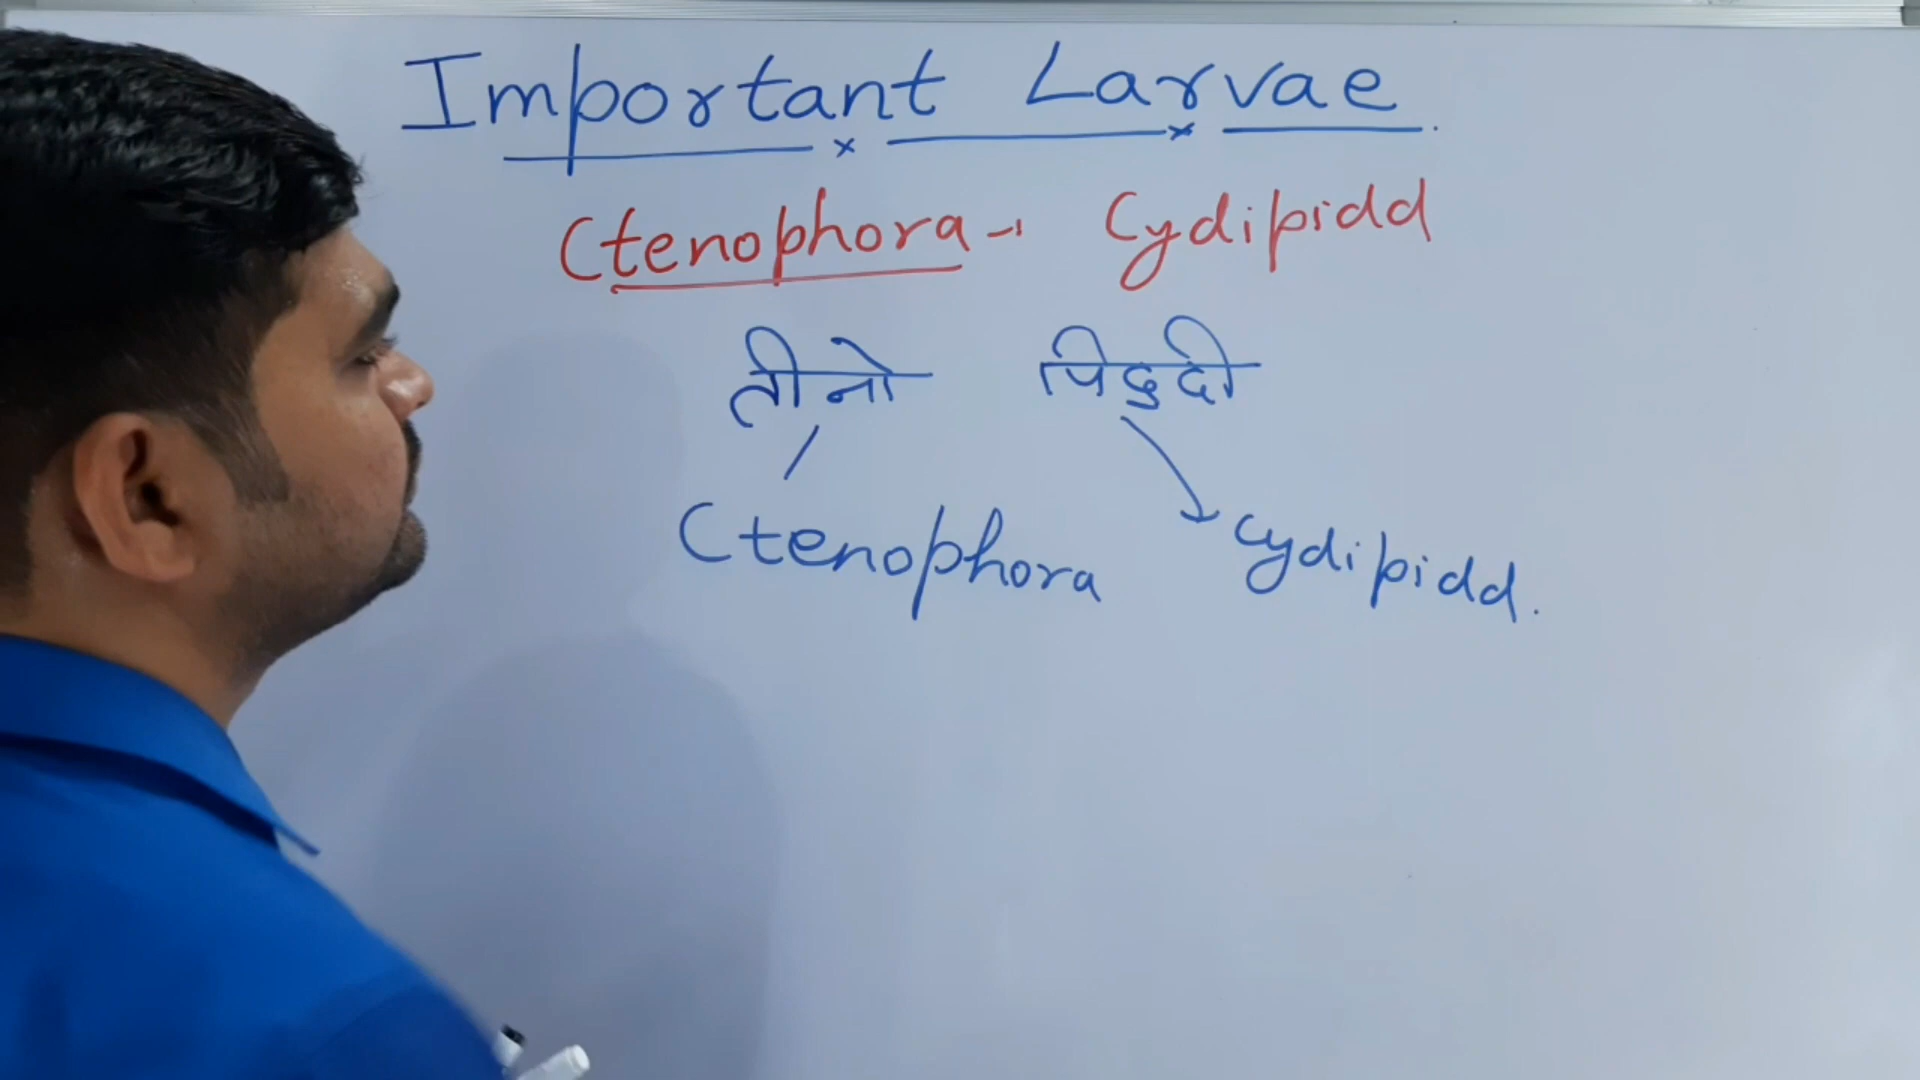 Important Larvae.
Ctenophora - Cydipidd
तीनो पिदुदी
Ctenophora Cydipidd.